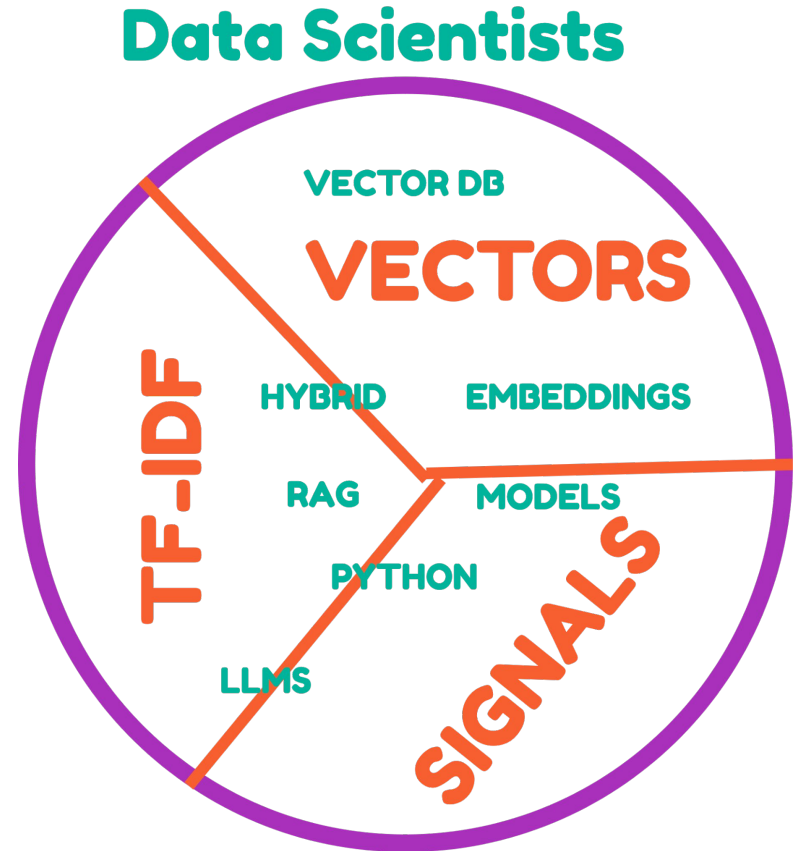 Data Scientists
VECTOR DB
VECTORS
HYBRID
EMBEDDINGS
TF-IDF
RAG
MODELS
PYTHON
SIGNALS
LLMS